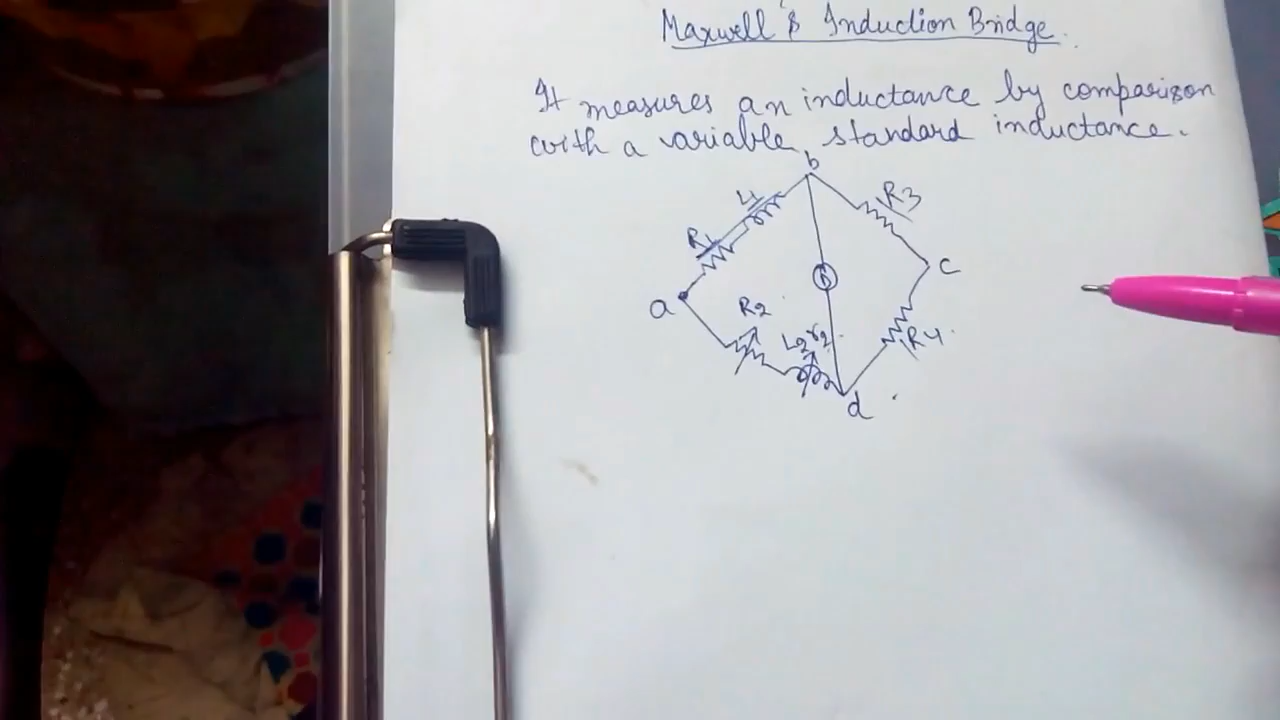 Maxwell's Induction Bridge.
It measures an inductance by comparison
with a variable standard inductance.
b
L1
R3
R1
c
a
R2
L2 r2
R4
d